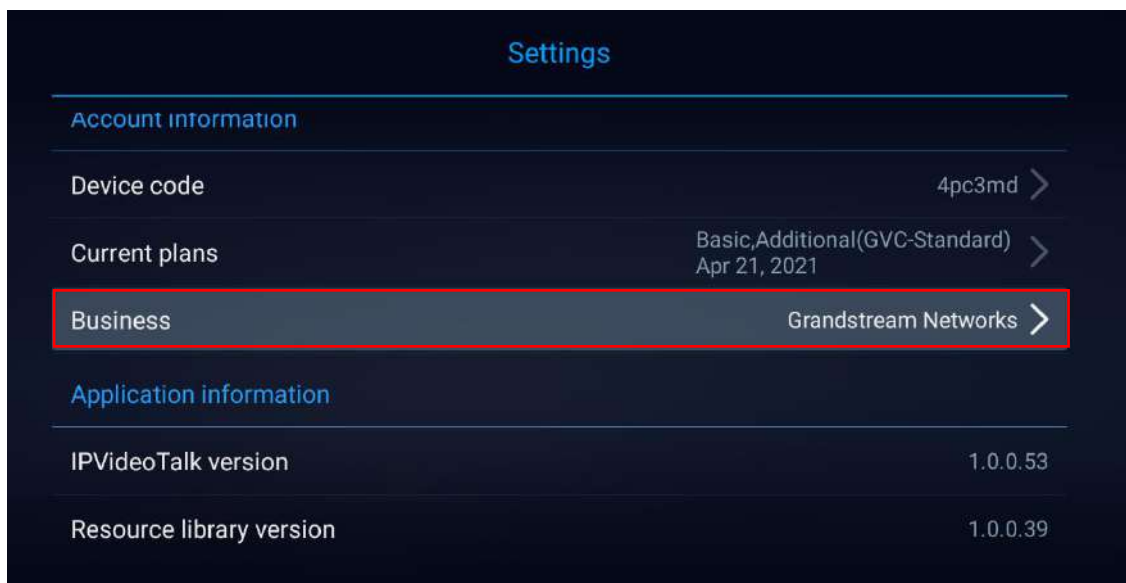 Settings
Account information
Device code
4pc3md
Current plans
Basic,Additional(GVC-Standard)
Apr 21, 2021
Business
Grandstream Networks
Application information
IPVideoTalk version
1.0.0.53
Resource library version
1.0.0.39